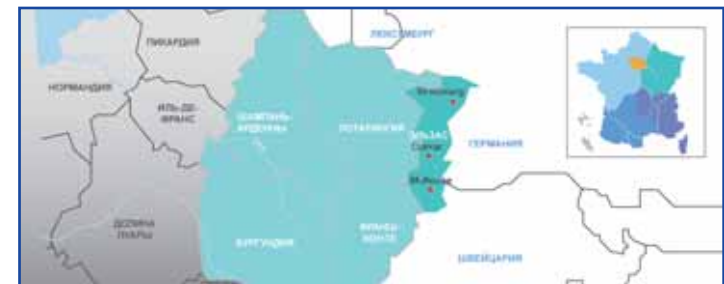 ЛЮКСЕМБУРГ
ПИКАРДИЯ
НОРМАНДИЯ
ИЛЬ-ДЕ-
ФРАНС
ШАМПАНЬ-
АРДЕННЫ
ЛОТАРИНГИЯ
Strasbourg
ЭЛЬЗАС
Colmar
Mulhouse
ГЕРМАНИЯ
ДОЛИНА
ЛУАРЫ
БУРГУНДИЯ
ФРАНШ-
КОНТЕ
ШВЕЙЦАРИЯ